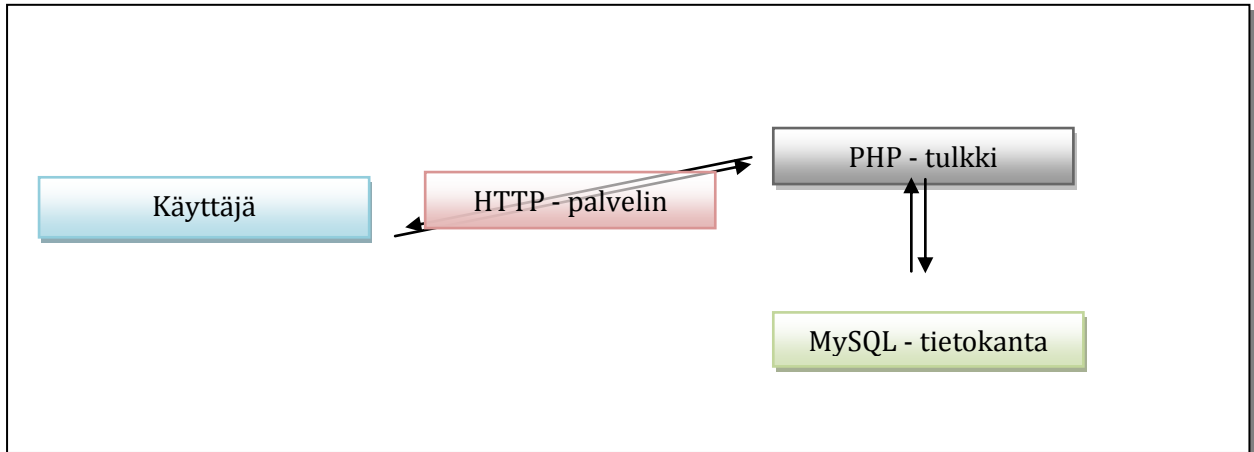 PHP - tulkki
Käyttäjä
HTTP - palvelin
MySQL - tietokanta